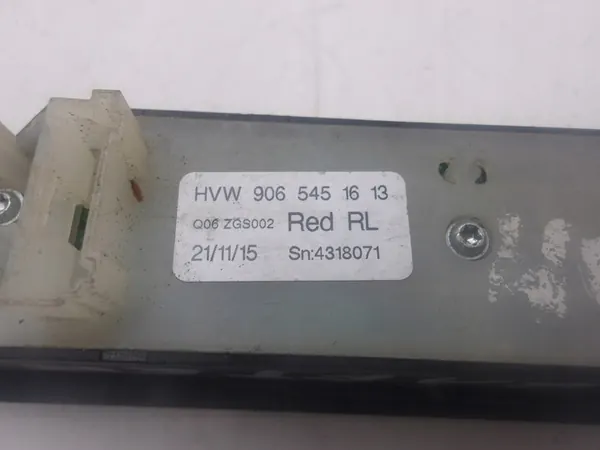 HVW 906 545 16 13
Q06 ZGS002 Red RL
21/11/15 Sn:4318071